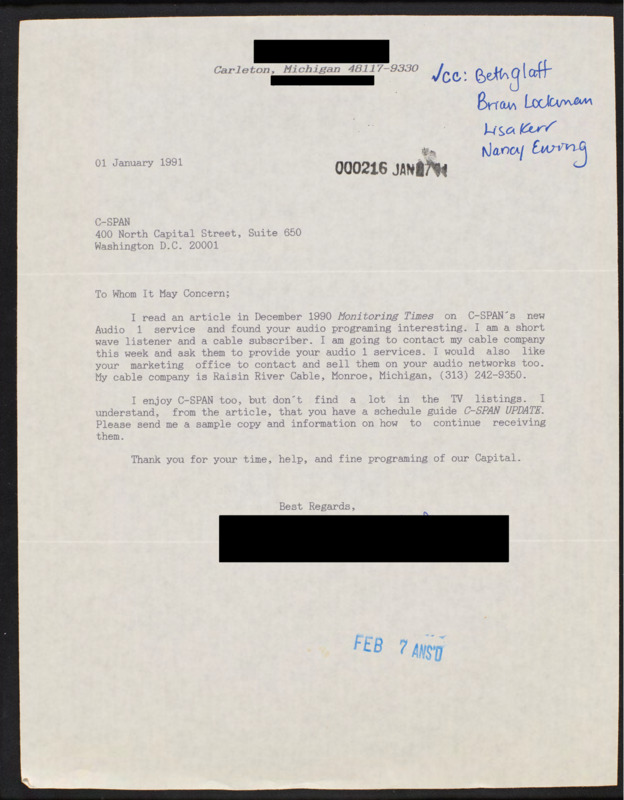 Carleton, Michigan 48117-9330
✓cc: Beth Glaff
Brian Lockman
Lisa Kerr
Nancy Ewing
01 January 1991
000216 JAN 7 91
C-SPAN
400 North Capital Street, Suite 650
Washington D.C. 20001
To Whom It May Concern;
I read an article in December 1990 Monitoring Times on C-SPAN's new
Audio 1 service and found your audio programing interesting. I am a short
wave listener and a cable subscriber. I am going to contact my cable company
this week and ask them to provide your audio 1 services. I would also like
your marketing office to contact and sell them on your audio networks too.
My cable company is Raisin River Cable, Monroe, Michigan, (313) 242-9350.
I enjoy C-SPAN too, but don't find a lot in the TV listings. I
understand, from the article, that you have a schedule guide C-SPAN UPDATE.
Please send me a sample copy and information on how to continue receiving
them.
Thank you for your time, help, and fine programing of our Capital.
Best Regards,
FEB 7 ANS'D